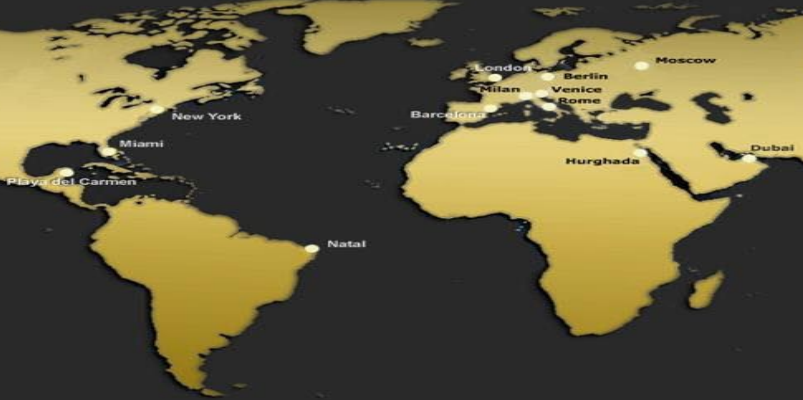 Moscow
London
Berlin
Milan
Venice
Rome
Barcelona
New York
Miami
Dubai
Hurghada
Playa del Carmen
Natal